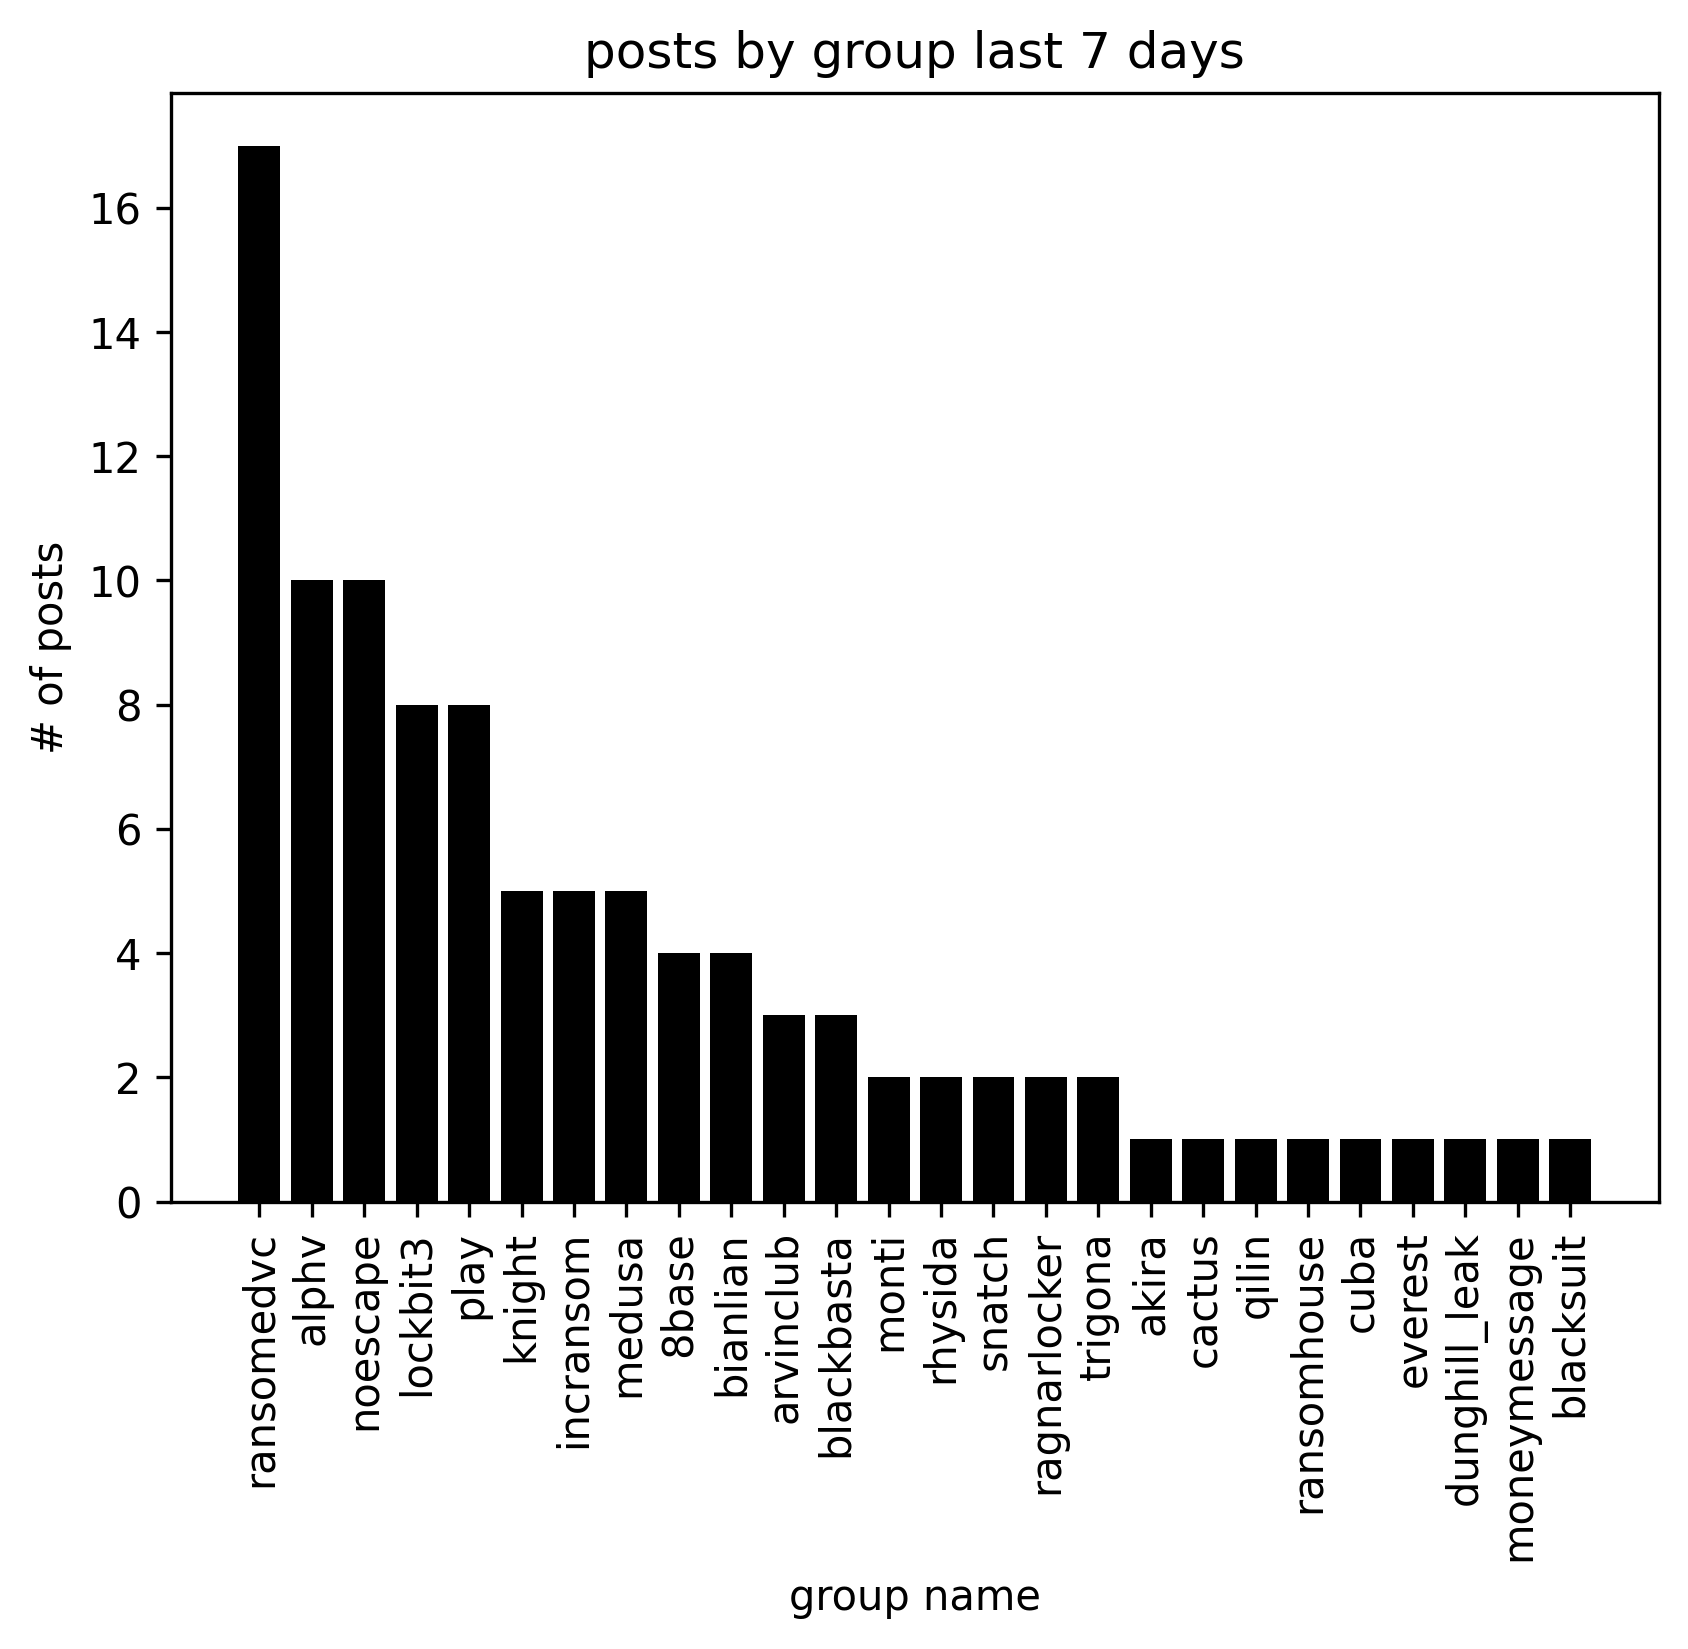 posts by group last 7 days
# of posts
16
14
12
10
8
6
4
2
0
ransomedvc
alphv
noescape
lockbit3
play
knight
incransom
medusa
8base
bianlian
arvinclub
blackbasta
monti
rhysida
snatch
ragnarlocker
trigona
akira
cactus
qilin
ransomhouse
cuba
everest
dunghill_leak
moneymessage
blacksuit
group name